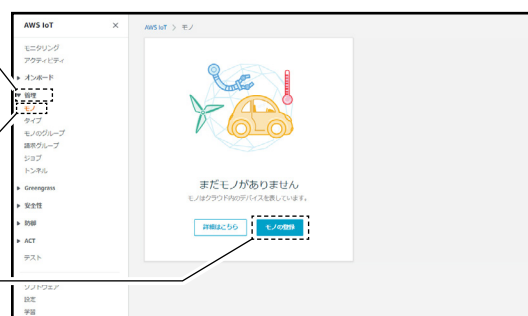 AWS IoT ×
AWS IoT > モノ
モニタリング
アクティビティ
オンボード
管理
モノ
タイプ
モノのグループ
請求グループ
ジョブ
トンネル
Greengrass
安全性
防御
ACT
テスト
ソフトウェア
設定
学習
まだモノがありません
モノはクラウド内のデバイスを表しています。
詳細はこちら
モノの登録